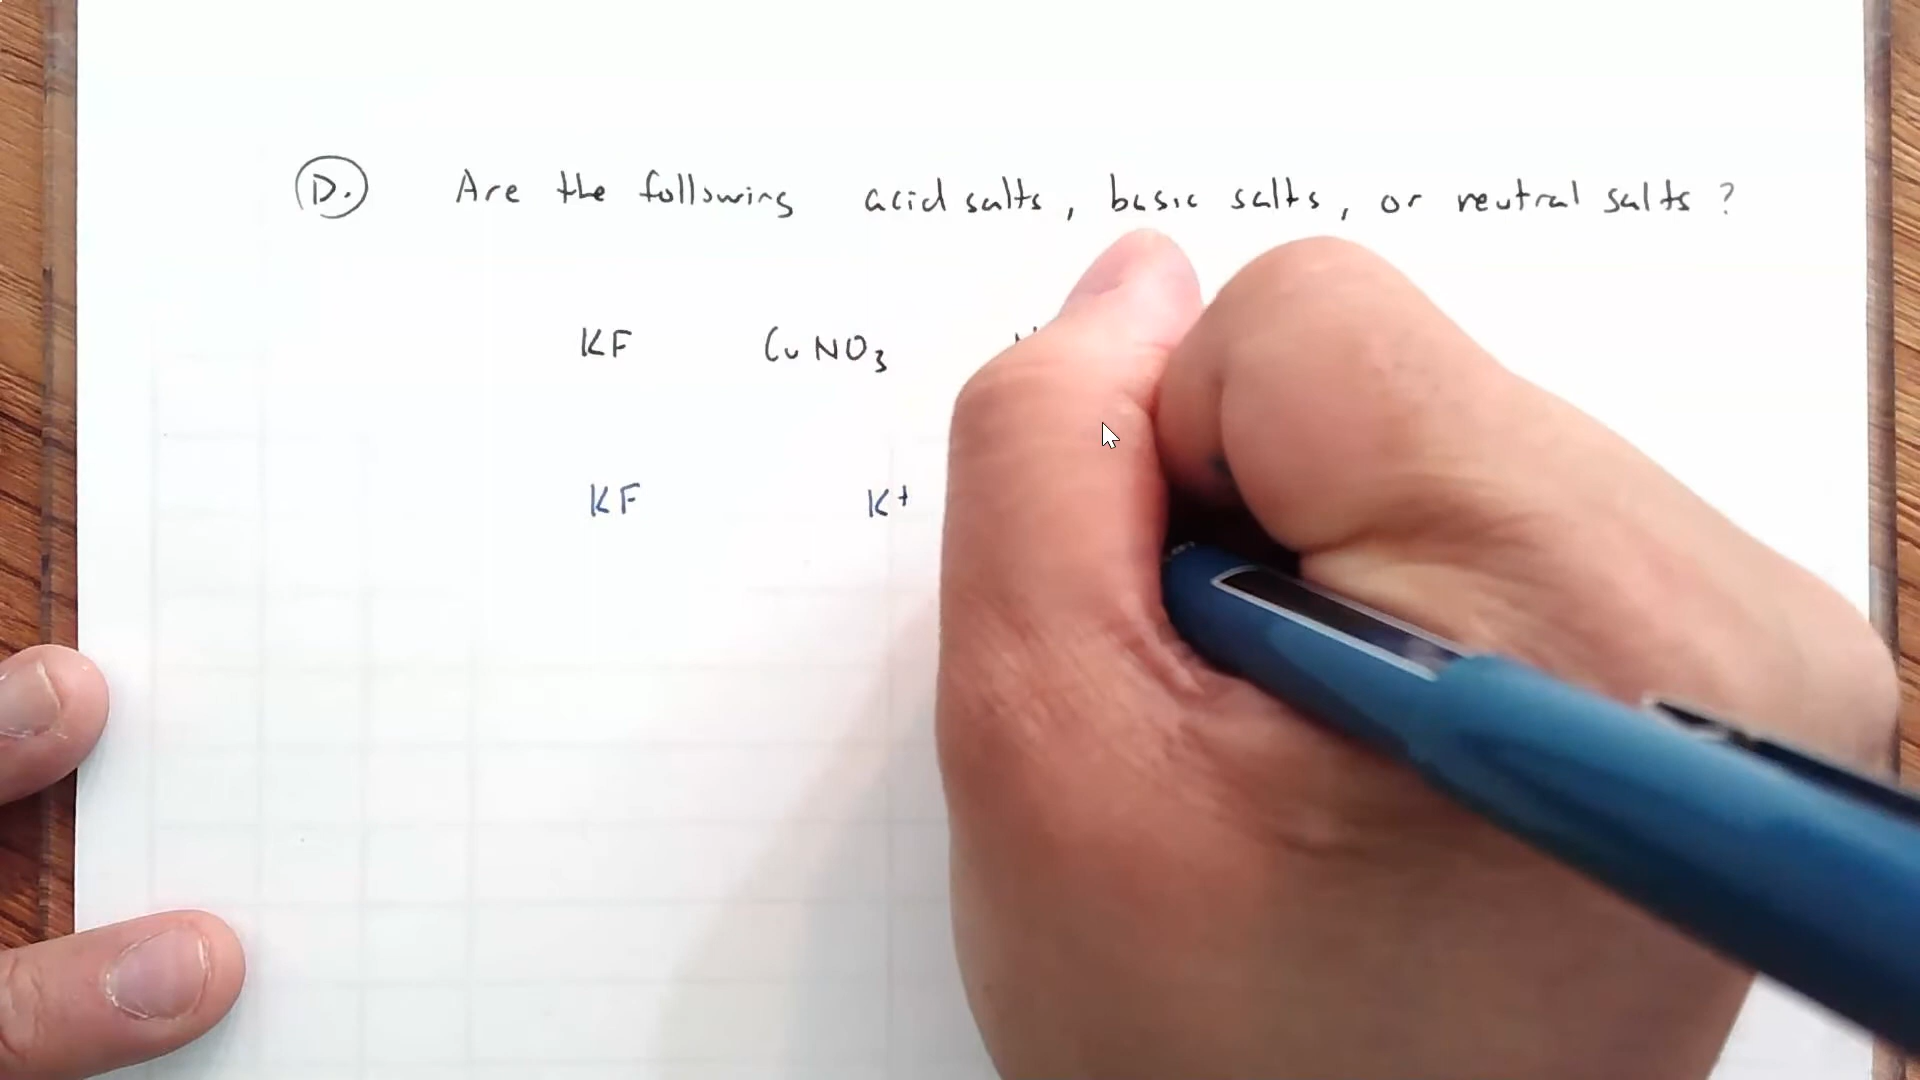 D. Are the following acid salts, basic salts, or neutral salts?
KF CuNO3
KF K+